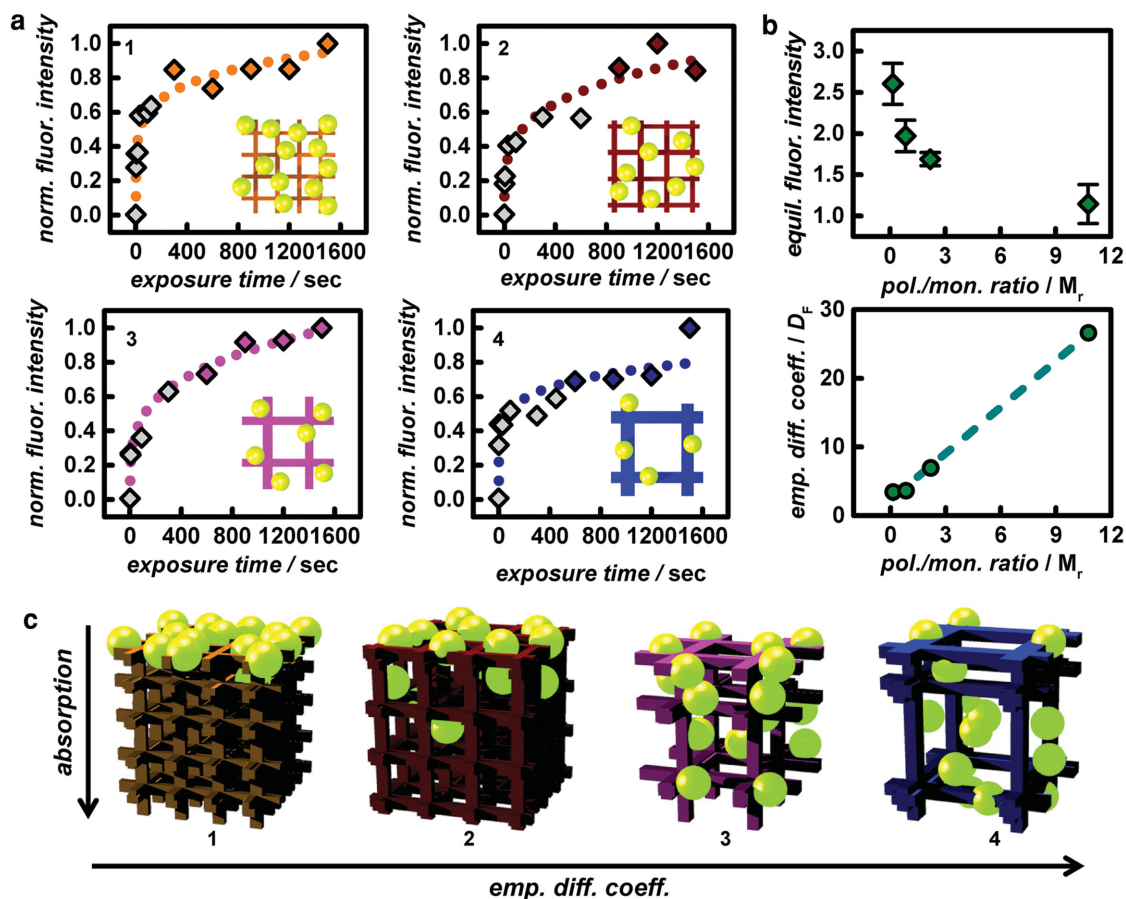 a
b
1
norm. fluor. intensity
1.0
0.8
0.6
0.4
0.2
0.0
0 400 800 1200 1600
exposure time / sec
2
norm. fluor. intensity
1.0
0.8
0.6
0.4
0.2
0.0
0 400 800 1200 1600
exposure time / sec
equil. fluor. intensity
3.0
2.5
2.0
1.5
1.0
0 3 6 9 12
pol./mon. ratio / Mr
3
norm. fluor. intensity
1.0
0.8
0.6
0.4
0.2
0.0
0 400 800 1200 1600
exposure time / sec
4
norm. fluor. intensity
1.0
0.8
0.6
0.4
0.2
0.0
0 400 800 1200 1600
exposure time / sec
emp. diff. coeff. / DF
30
20
10
0
0 3 6 9 12
pol./mon. ratio / Mr
c
absorption
1 2 3 4
emp. diff. coeff.